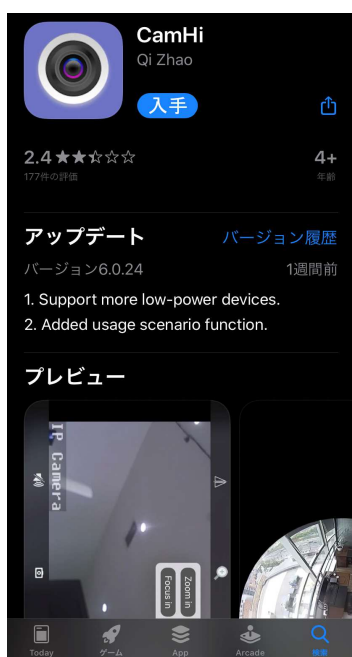 CamHi
Qi Zhao
入手
2.4★★☆☆☆
4+
177件の評価
年齢
アップデート
バージョン履歴
バージョン6.0.24
1週間前
1. Support more low-power devices.
2. Added usage scenario function.
プレビュー
IP Camera
Zoom in
Focus in
Today
ゲーム
App
Arcade
検索